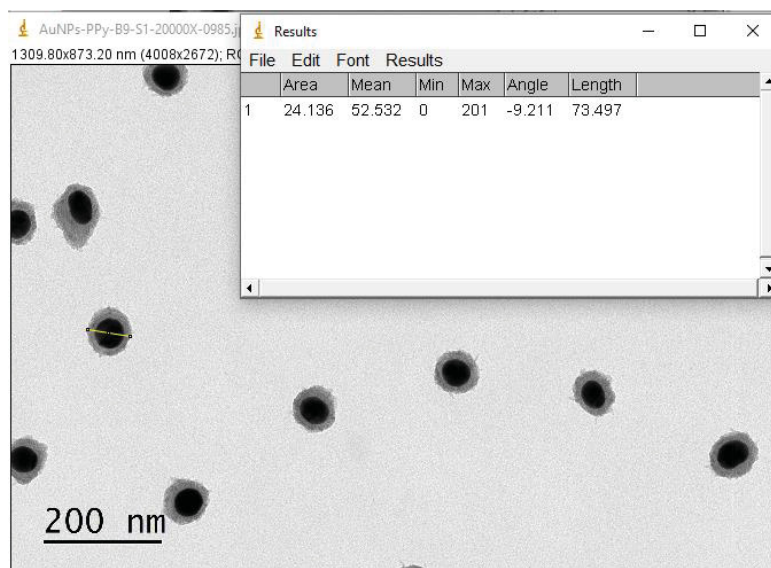 AuNPs-PPy-B9-S1-20000X-0985.j
1309.80x873.20 nm (4008x2672); R
Results
File Edit Font Results
Area Mean Min Max Angle Length
1 24.136 52.532 0 201 -9.211 73.497
200 nm